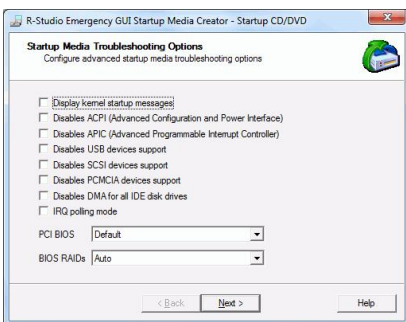 R-Studio Emergency GUI Startup Media Creator - Startup CD/DVD
Startup Media Troubleshooting Options
Configure advanced startup media troubleshooting options
Display kernel startup messages
Disables ACPI (Advanced Configuration and Power Interface)
Disables APIC (Advanced Programmable Interrupt Controller)
Disables USB devices support
Disables SCSI devices support
Disables PCMCIA devices support
Disables DMA for all IDE disk drives
IRQ polling mode
PCI BIOS Default
BIOS RAIDs Auto
< Back Next > Help